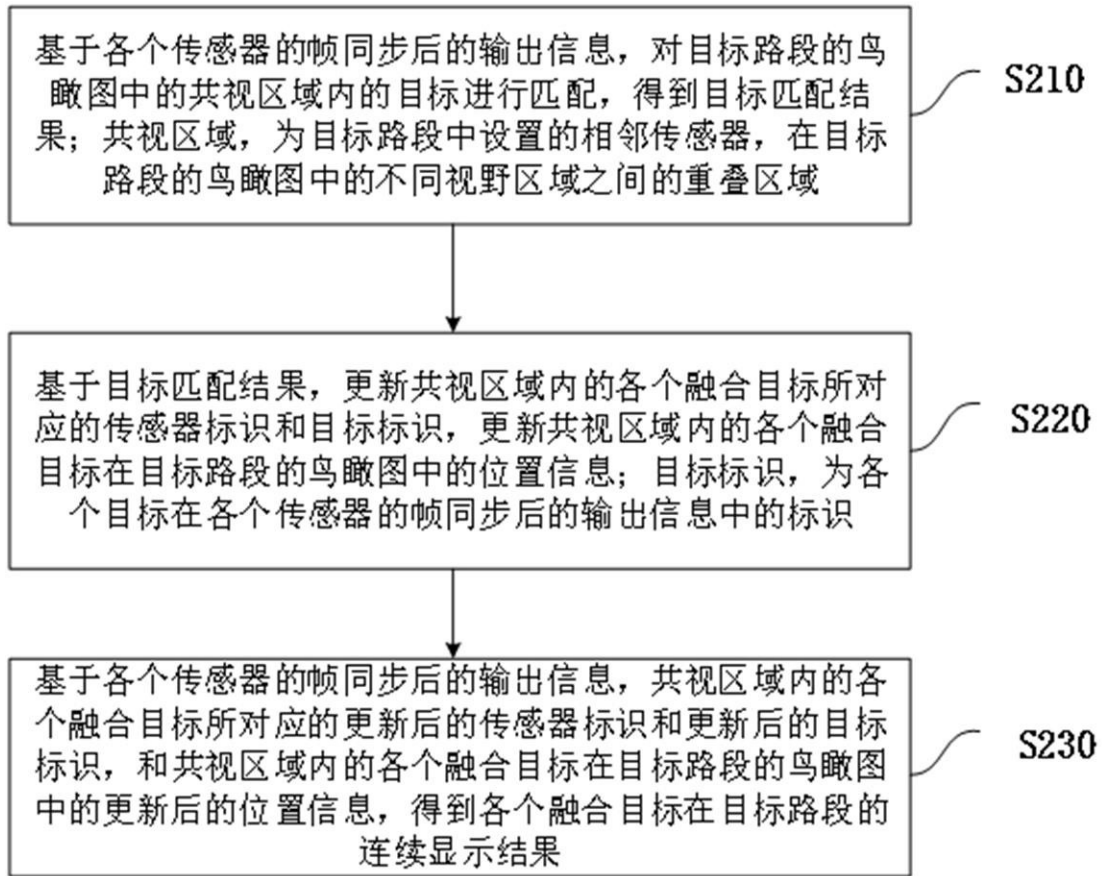 基于各个传感器的帧同步后的输出信息，对目标路段的鸟
瞰图中的共视区域内的目标进行匹配，得到目标匹配结
果；共视区域，为目标路段中设置的相邻传感器，在目标
路段的鸟瞰图中的不同视野区域之间的重叠区域
S210
基于目标匹配结果，更新共视区域内的各个融合目标所对
应的传感器标识和目标标识，更新共视区域内的各个融合
目标在目标路段的鸟瞰图中的位置信息；目标标识，为各
个目标在各个传感器的帧同步后的输出信息中的标识
S220
基于各个传感器的帧同步后的输出信息，共视区域内的各
个融合目标所对应的更新后的传感器标识和更新后的目标
标识，和共视区域内的各个融合目标在目标路段的鸟瞰图
中的更新后的位置信息，得到各个融合目标在目标路段的
连续显示结果
S230